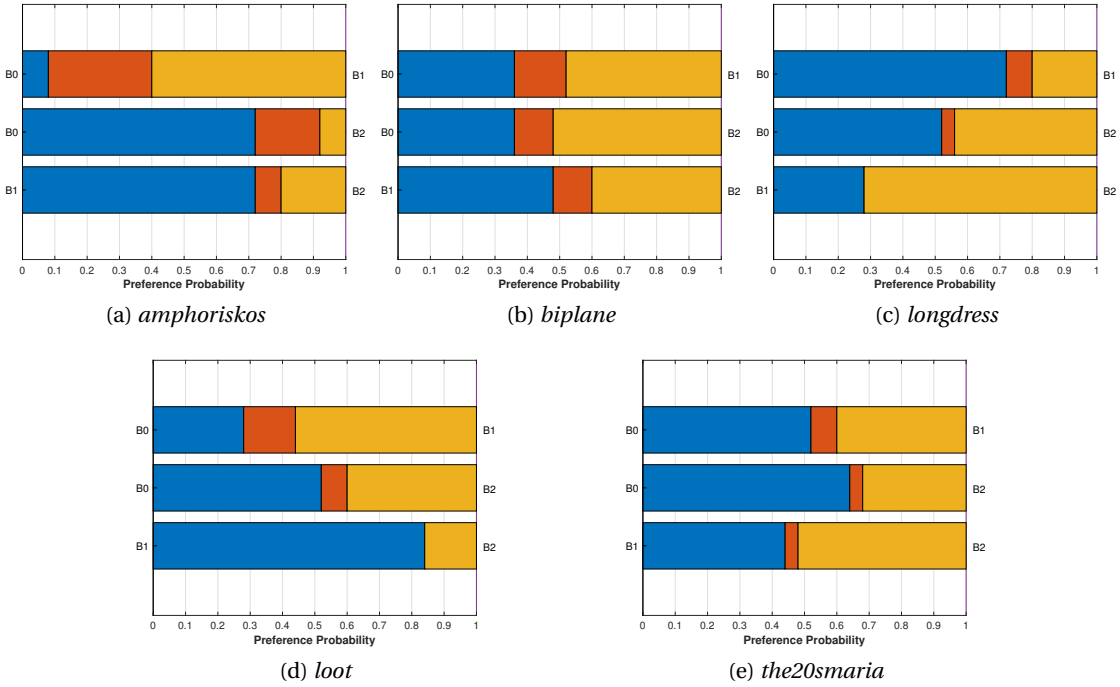 B0 B1
B0 B2
B1 B2
0 0.1 0.2 0.3 0.4 0.5 0.6 0.7 0.8 0.9 1
Preference Probability
(a) amphoriskos
B0 B1
B0 B2
B1 B2
0 0.1 0.2 0.3 0.4 0.5 0.6 0.7 0.8 0.9 1
Preference Probability
(b) biplane
B0 B1
B0 B2
B1 B2
0 0.1 0.2 0.3 0.4 0.5 0.6 0.7 0.8 0.9 1
Preference Probability
(c) longdress
B0 B1
B0 B2
B1 B2
0 0.1 0.2 0.3 0.4 0.5 0.6 0.7 0.8 0.9 1
Preference Probability
(d) loot
B0 B1
B0 B2
B1 B2
0 0.1 0.2 0.3 0.4 0.5 0.6 0.7 0.8 0.9 1
Preference Probability
(e) the20smaria